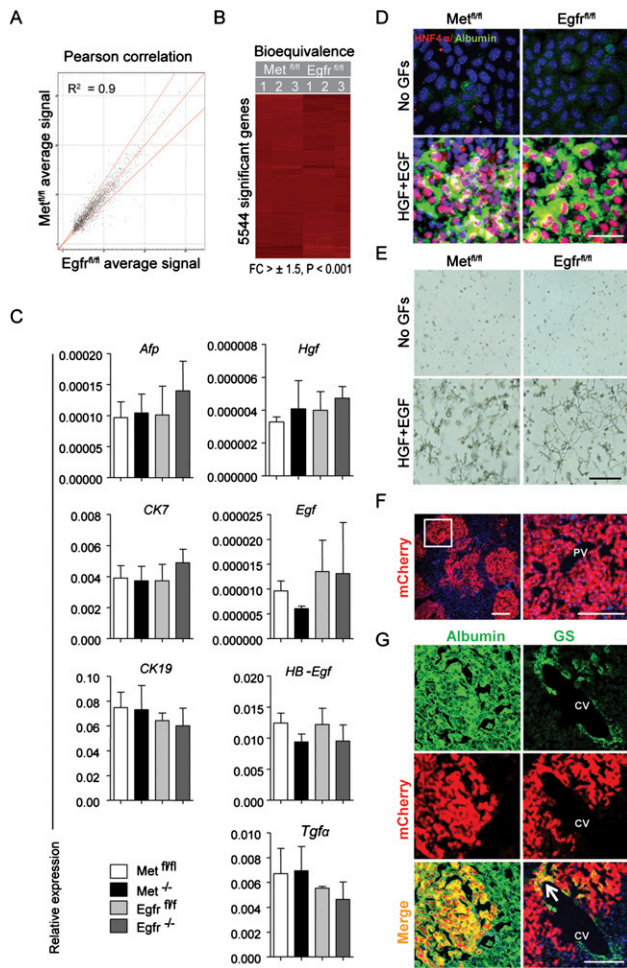 A
Pearson correlation
R² = 0.9
Met fl/fl average signal
Egfr fl/fl average signal
B
Bioequivalence
Met fl/fl Egfr fl/fl
1 2 3 1 2 3
5544 significant genes
FC > ± 1.5, P < 0.001
C
Relative expression
Afp
0.00020
0.00015
0.00010
0.00005
0.00000
Hgf
0.000008
0.000006
0.000004
0.000002
0.000000
CK7
0.008
0.006
0.004
0.002
0.000
Egf
0.000025
0.000020
0.000015
0.000010
0.000005
0.000000
CK19
0.10
0.08
0.06
0.04
0.02
0.00
HB-Egf
0.020
0.015
0.010
0.005
0.000
Tgfα
0.010
0.008
0.006
0.004
0.002
0.000
Met fl/fl
Met -/-
Egfr fl/f
Egfr -/-
D
Met fl/fl Egfr fl/fl
HNF4 α/Albumin
No GFs
HGF+EGF
E
Met fl/fl Egfr fl/fl
No GFs
HGF+EGF
F
mCherry
PV
G
Albumin GS
CV
mCherry
CV
Merge
CV